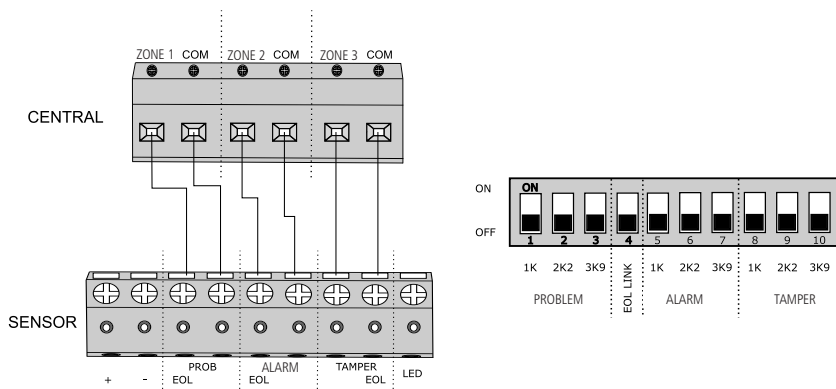 ZONE 1 COM ZONE 2 COM ZONE 3 COM
CENTRAL
SENSOR
+ - PROB ALARM TAMPER LED
EOL EOL EOL
ON
OFF
ON
1 2 3 4 5 6 7 8 9 10
1K 2K2 3K9 EOL LINK 1K 2K2 3K9 1K 2K2 3K9
PROBLEM ALARM TAMPER